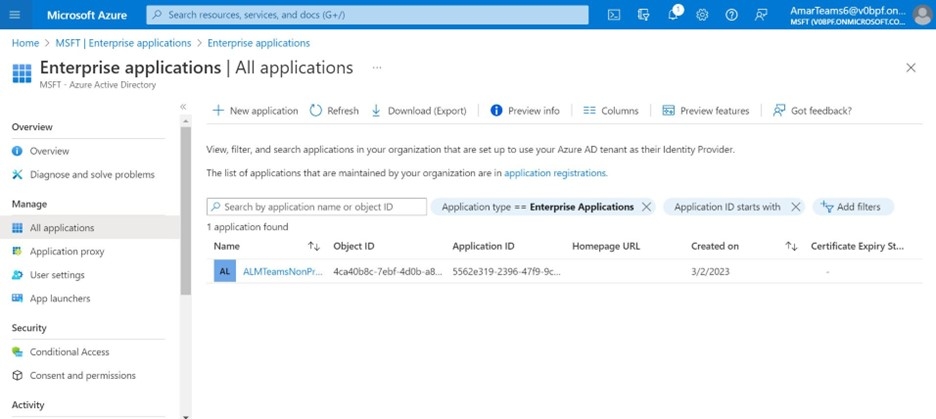 Microsoft Azure
Search resources, services, and docs (G+/)
1
AmarTeams6@v0bpf.on...
MSFT (V0BPF.ONMICROSOFT.CO...
Home > MSFT | Enterprise applications > Enterprise applications
Enterprise applications | All applications ...
MSFT - Azure Active Directory
Overview
Overview
Diagnose and solve problems
Manage
All applications
Application proxy
User settings
App launchers
Security
Conditional Access
Consent and permissions
Activity
New application Refresh Download (Export) Preview info Columns Preview features Got feedback?
View, filter, and search applications in your organization that are set up to use your Azure AD tenant as their Identity Provider.
The list of applications that are maintained by your organization are in application registrations.
Search by application name or object ID Application type == Enterprise Applications Application ID starts with Add filters
1 application found
Name Object ID Application ID Homepage URL Created on Certificate Expiry St...
AL ALMTeamsNonPr... 4ca40b8c-7ebf-4d0b-a8... 5562e319-2396-47f9-9c... 3/2/2023 -